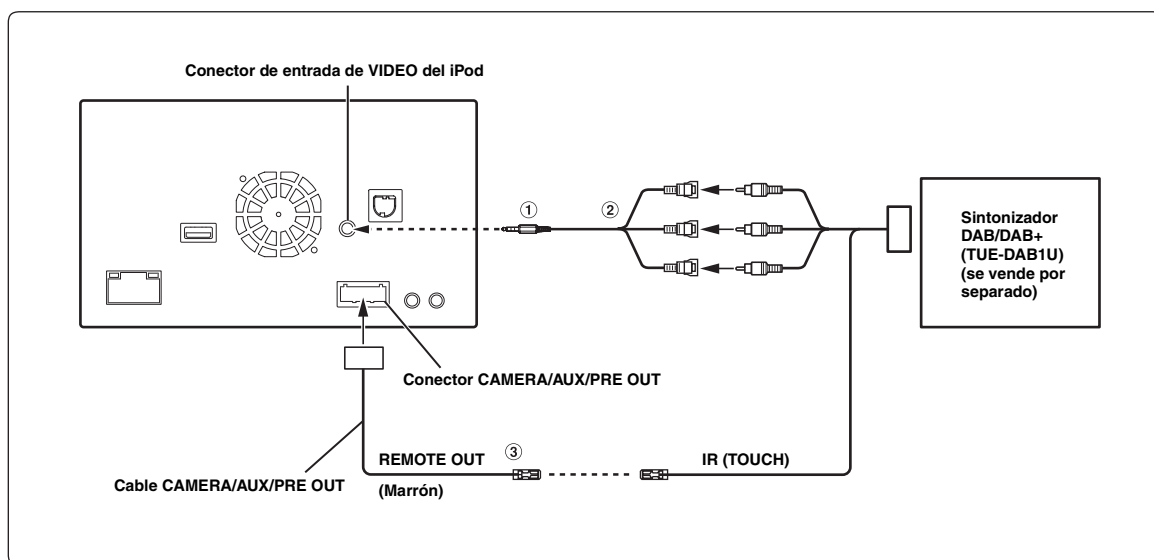 Conector de entrada de VIDEO del iPod
①
②
Sintonizador
DAB/DAB+
(TUE-DAB1U)
(se vende por
separado)
Conector CAMERA/AUX/PRE OUT
REMOTE OUT
③
IR (TOUCH)
Cable CAMERA/AUX/PRE OUT
(Marrón)